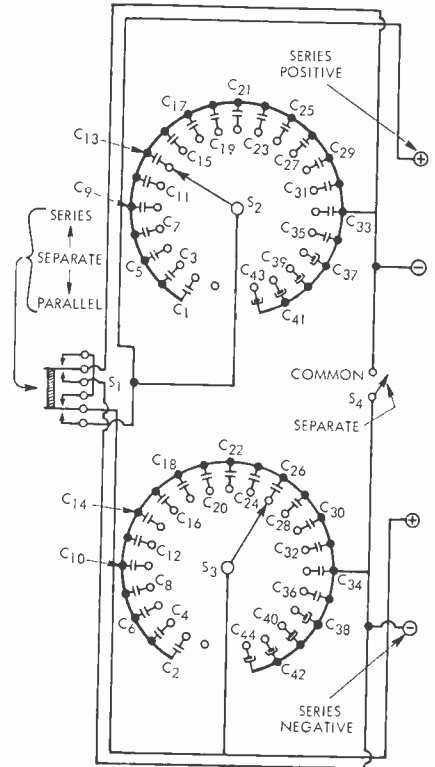 SERIES
POSITIVE
C21
C17
C25
C13
C19
C23
C29
C15
C27
+
C9
C11
S2
C31
C33
SERIES
SEPARATE
PARALLEL
C7
C35
C5
C3
C39
C37
C43
C1
C41
−
S1
COMMON
S4
SEPARATE
C22
C18
C26
C14
C20
C24
C30
C16
C28
+
C10
C12
C32
S3
C34
C8
C36
C6
C4
C40
C38
C44
C2
C42
−
SERIES
NEGATIVE